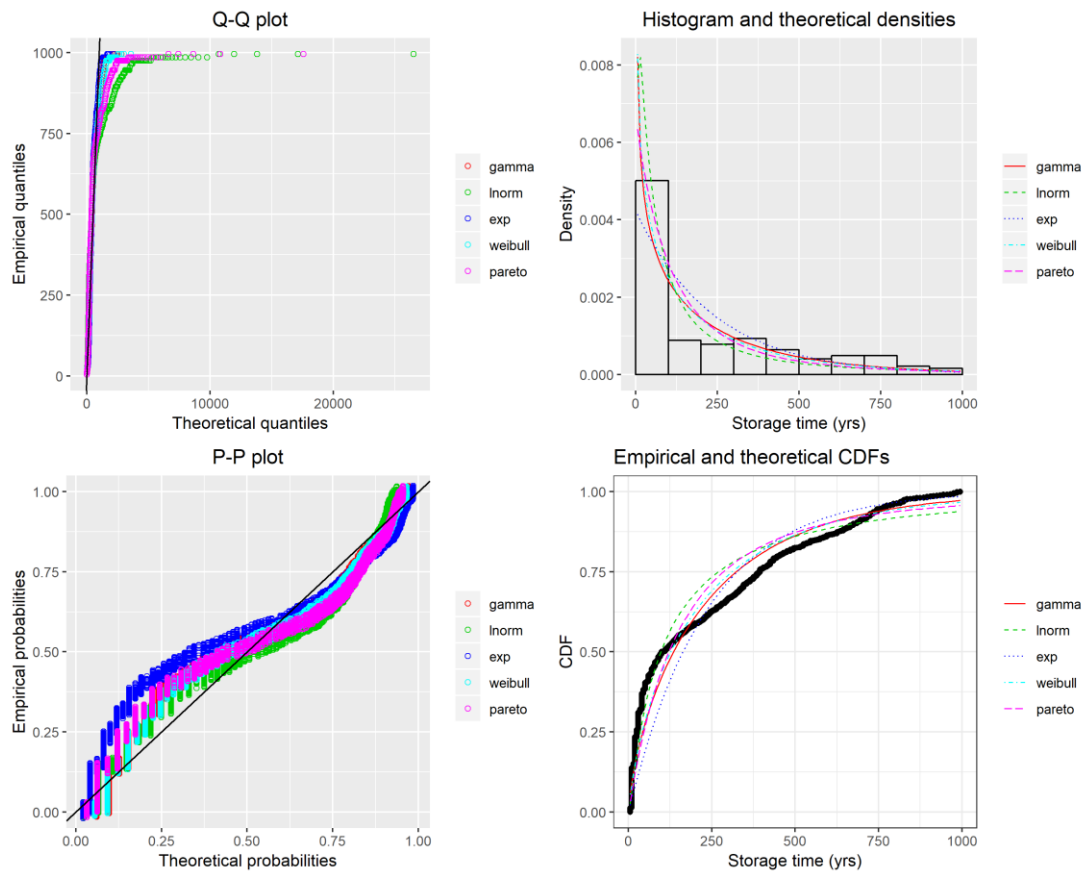 Q-Q plot
Empirical quantiles
1000
750
500
250
0
0
10000
20000
Theoretical quantiles
gamma
lnorm
exp
weibull
pareto
Histogram and theoretical densities
Density
0.008
0.006
0.004
0.002
0.000
0
250
500
750
1000
Storage time (yrs)
gamma
lnorm
exp
weibull
pareto
P-P plot
Empirical probabilities
1.00
0.75
0.50
0.25
0.00
0.00
0.25
0.50
0.75
1.00
Theoretical probabilities
gamma
lnorm
exp
weibull
pareto
Empirical and theoretical CDFs
CDF
1.00
0.75
0.50
0.25
0.00
0
250
500
750
1000
Storage time (yrs)
gamma
lnorm
exp
weibull
pareto